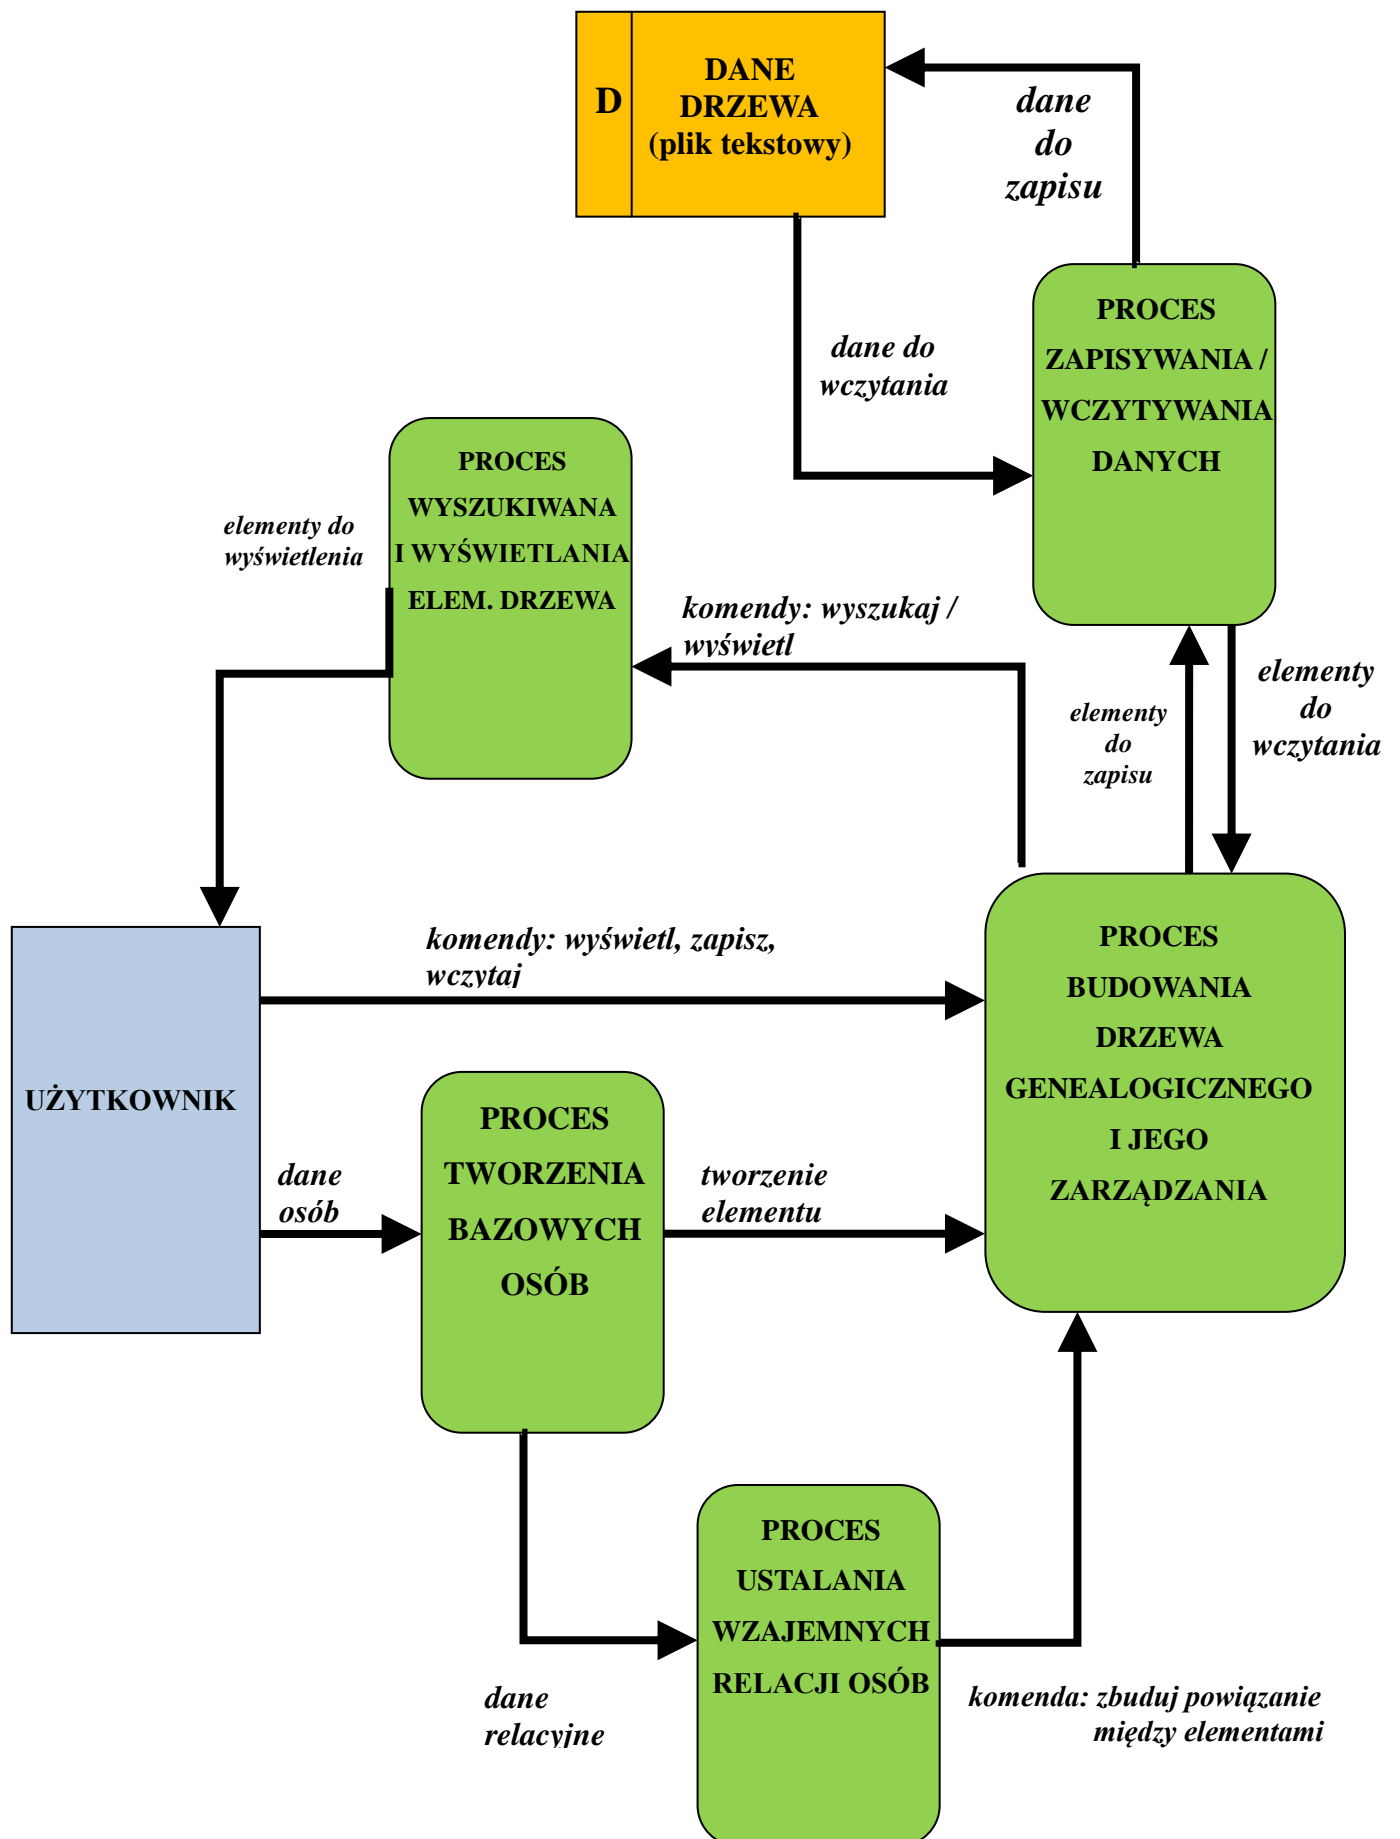 D
DANE
DRZEWA
(plik tekstowy)
dane
do
zapisu
PROCES
ZAPISYWANIA /
WCZYTYWANIA
DANYCH
dane do
wczytania
PROCES
WYSZUKIWANA
I WYŚWIETLANIA
ELEM. DRZEWA
elementy do
wyświetlenia
komendy: wyszukaj /
wyświetl
elementy
do
zapisu
elementy
do
wczytania
komendy: wyświetl, zapisz,
wczytaj
PROCES
BUDOWANIA
DRZEWA
GENEALOGICZNEGO
I JEGO
ZARZĄDZANIA
UŻYTKOWNIK
dane
osób
PROCES
TWORZENIA
BAZOWYCH
OSÓB
tworzenie
elementu
PROCES
USTALANIA
WZAJEMNYCH
RELACJI OSÓB
dane
relacyjne
komenda: zbuduj powiązanie
między elementami